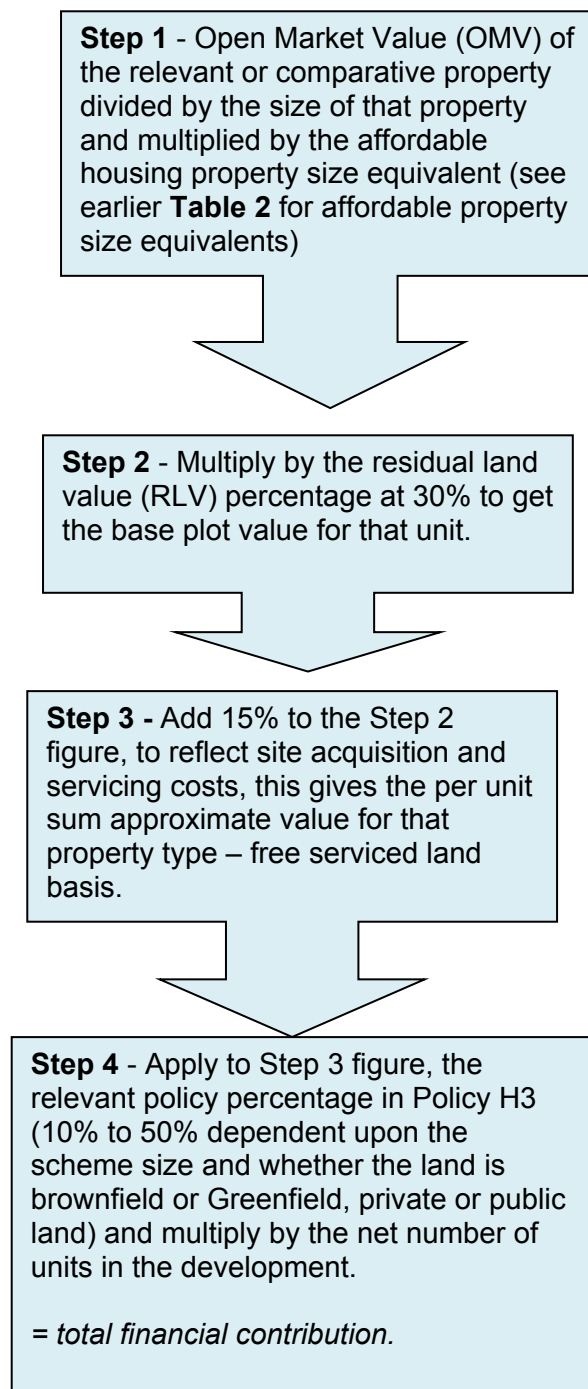 Step 1 - Open Market Value (OMV) of
the relevant or comparative property
divided by the size of that property
and multiplied by the affordable
housing property size equivalent (see
earlier Table 2 for affordable property
size equivalents)
Step 2 - Multiply by the residual land
value (RLV) percentage at 30% to get
the base plot value for that unit.
Step 3 - Add 15% to the Step 2
figure, to reflect site acquisition and
servicing costs, this gives the per unit
sum approximate value for that
property type – free serviced land
basis.
Step 4 - Apply to Step 3 figure, the
relevant policy percentage in Policy H3
(10% to 50% dependent upon the
scheme size and whether the land is
brownfield or Greenfield, private or public
land) and multiply by the net number of
units in the development.
= total financial contribution.